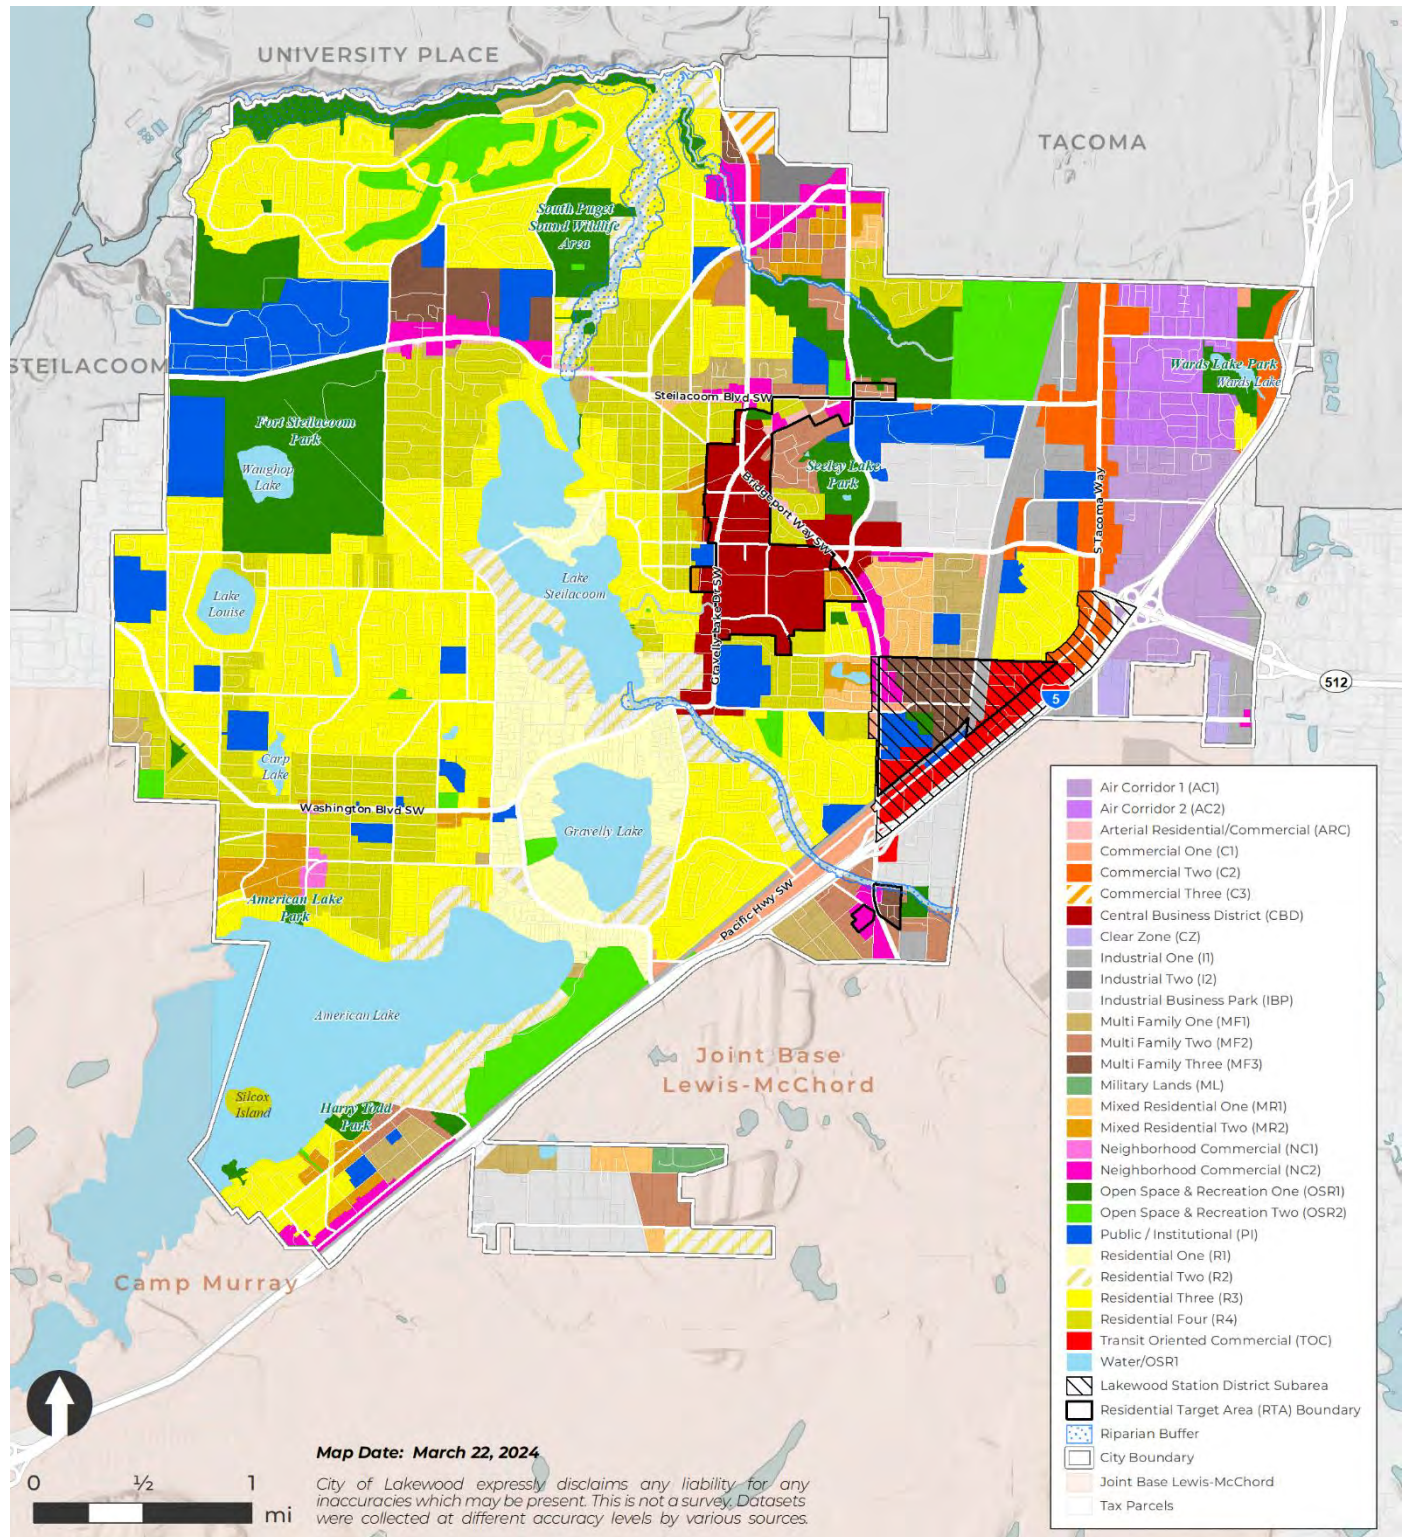 UNIVERSITY PLACE
TACOMA
South Puget
Sound Wildlife
Area
STEILACOOM
Wards Lake Park
Wards Lake
Steilacoom Blvd SW
Fort Steilacoom
Park
Waughop
Lake
Seeley Lake
Park
Bridgeport Way SW
S Tacoma Way
Lake
Steilacoom
Lake
Louise
Gravelly Lake Dr SW
512
5
Carp
Lake
Washington Blvd SW
Gravelly Lake
American Lake
Park
Pacific Hwy SW
American Lake
Joint Base
Lewis-McChord
Silcox
Island
Harry Todd
Park
Camp Murray
Air Corridor 1 (AC1)
Air Corridor 2 (AC2)
Arterial Residential/Commercial (ARC)
Commercial One (C1)
Commercial Two (C2)
Commercial Three (C3)
Central Business District (CBD)
Clear Zone (CZ)
Industrial One (I1)
Industrial Two (I2)
Industrial Business Park (IBP)
Multi Family One (MF1)
Multi Family Two (MF2)
Multi Family Three (MF3)
Military Lands (ML)
Mixed Residential One (MR1)
Mixed Residential Two (MR2)
Neighborhood Commercial (NC1)
Neighborhood Commercial (NC2)
Open Space & Recreation One (OSR1)
Open Space & Recreation Two (OSR2)
Public / Institutional (PI)
Residential One (R1)
Residential Two (R2)
Residential Three (R3)
Residential Four (R4)
Transit Oriented Commercial (TOC)
Water/OSR1
Lakewood Station District Subarea
Residential Target Area (RTA) Boundary
Riparian Buffer
City Boundary
Joint Base Lewis-McChord
Tax Parcels
Map Date: March 22, 2024
City of Lakewood expressly disclaims any liability for any
inaccuracies which may be present. This is not a survey. Datasets
were collected at different accuracy levels by various sources.
0 ½ 1
mi